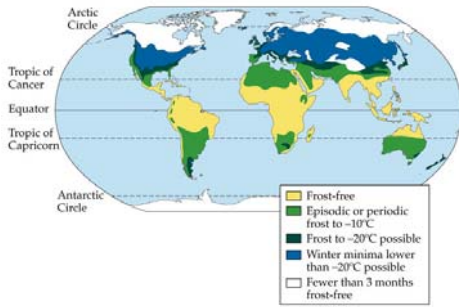 Arctic
Circle
Tropic of
Cancer
Equator
Tropic of
Capricorn
Antarctic
Circle
Frost-free
Episodic or periodic
frost to –10°C
Frost to –20°C possible
Winter minima lower
than –20°C possible
Fewer than 3 months
frost-free